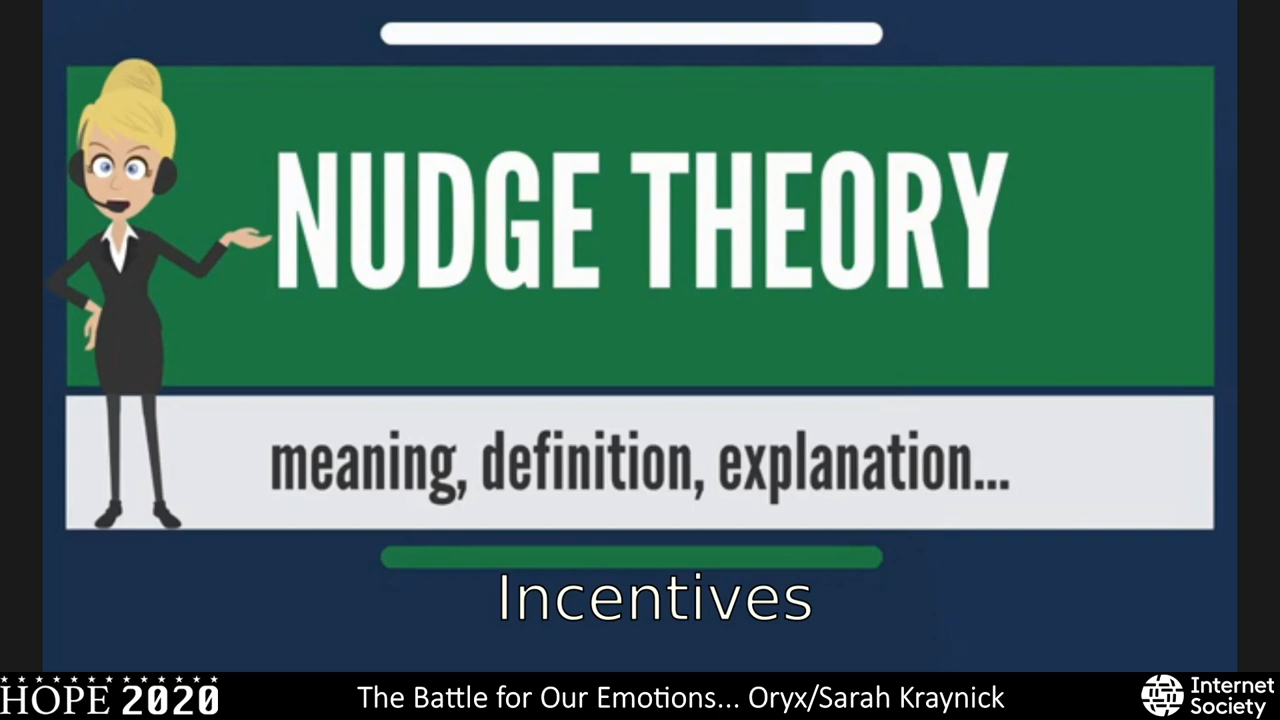 NUDGE THEORY
meaning, definition, explanation...
Incentives
HOPE 2020
The Battle for Our Emotions... Oryx/Sarah Kraynick
Internet
Society